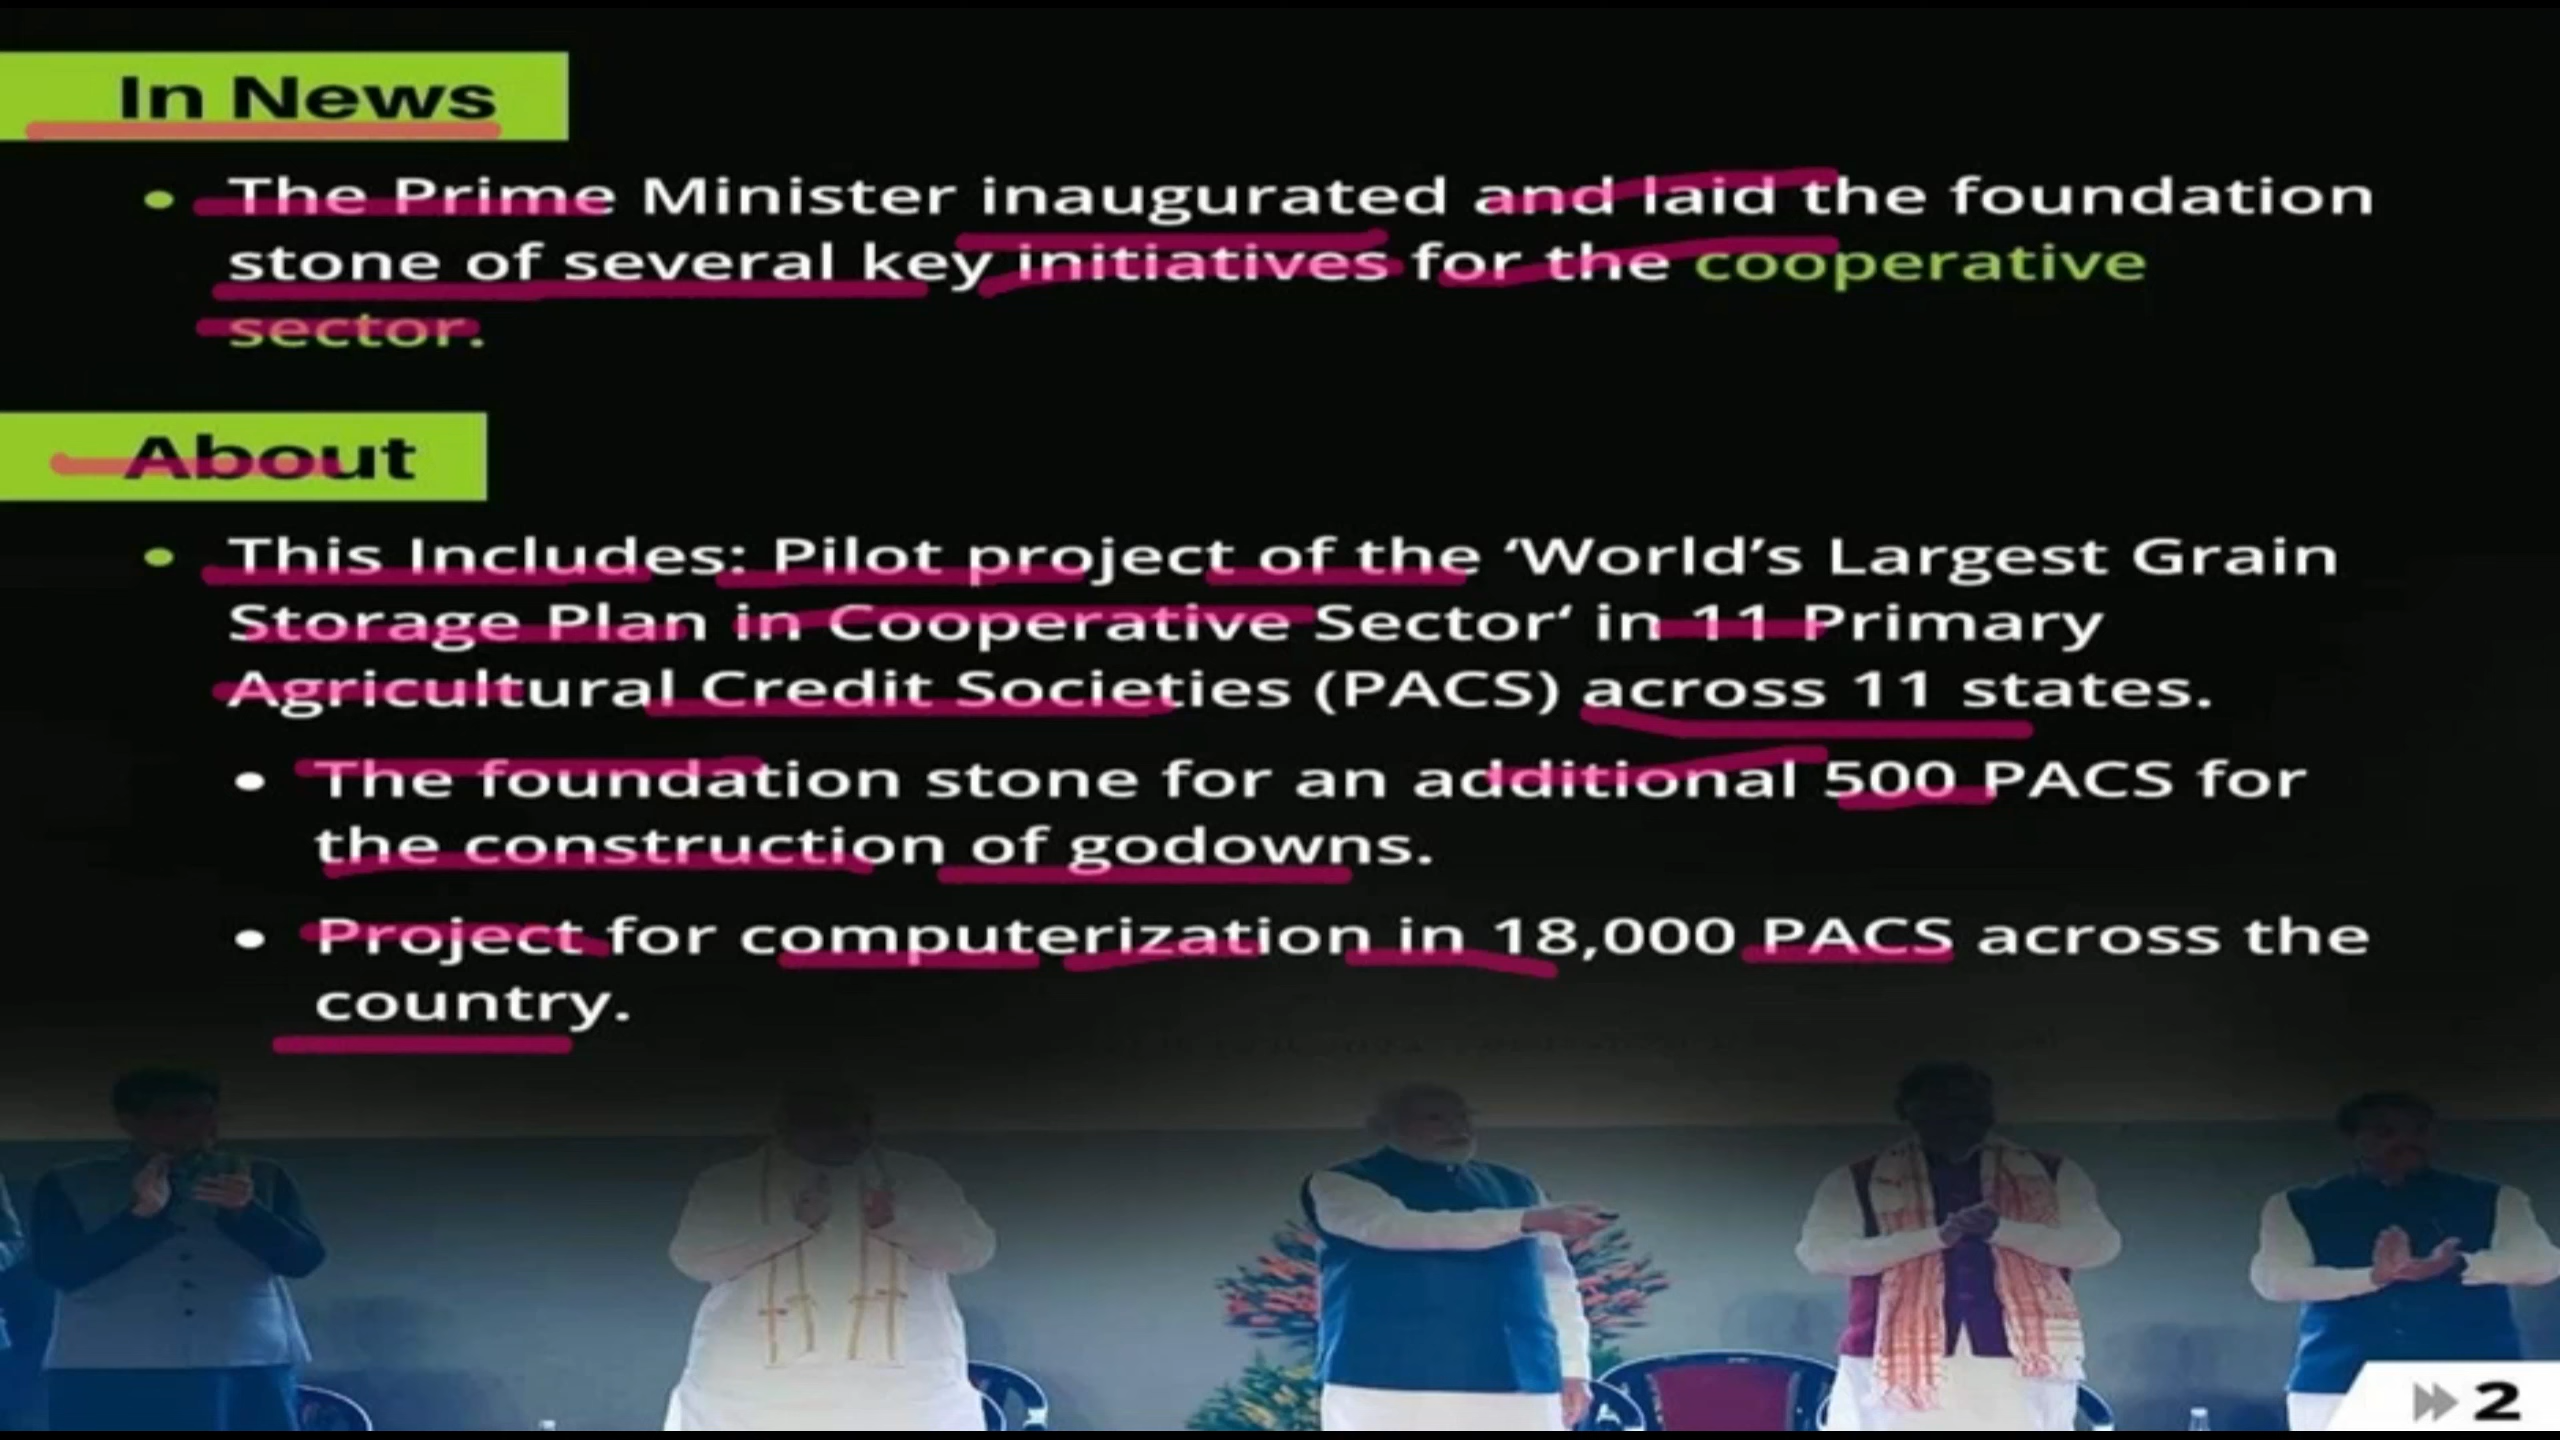 In News
• The Prime Minister inaugurated and laid the foundation
stone of several key initiatives for the cooperative
sector.
About
• This Includes: Pilot project of the ‘World’s Largest Grain
Storage Plan in Cooperative Sector‘ in 11 Primary
Agricultural Credit Societies (PACS) across 11 states.
• The foundation stone for an additional 500 PACS for
the construction of godowns.
• Project for computerization in 18,000 PACS across the
country.
2